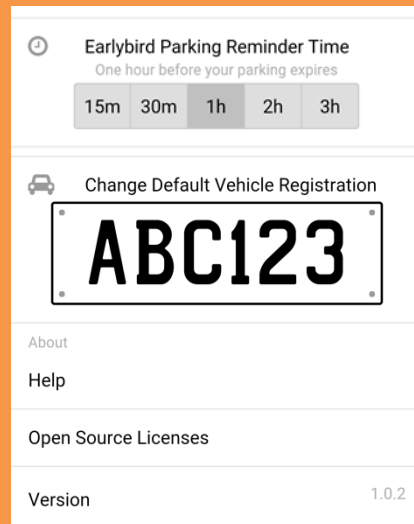 Earlybird Parking Reminder Time
One hour before your parking expires
15m 30m 1h 2h 3h
Change Default Vehicle Registration
ABC123
About
Help
Open Source Licenses
Version 1.0.2